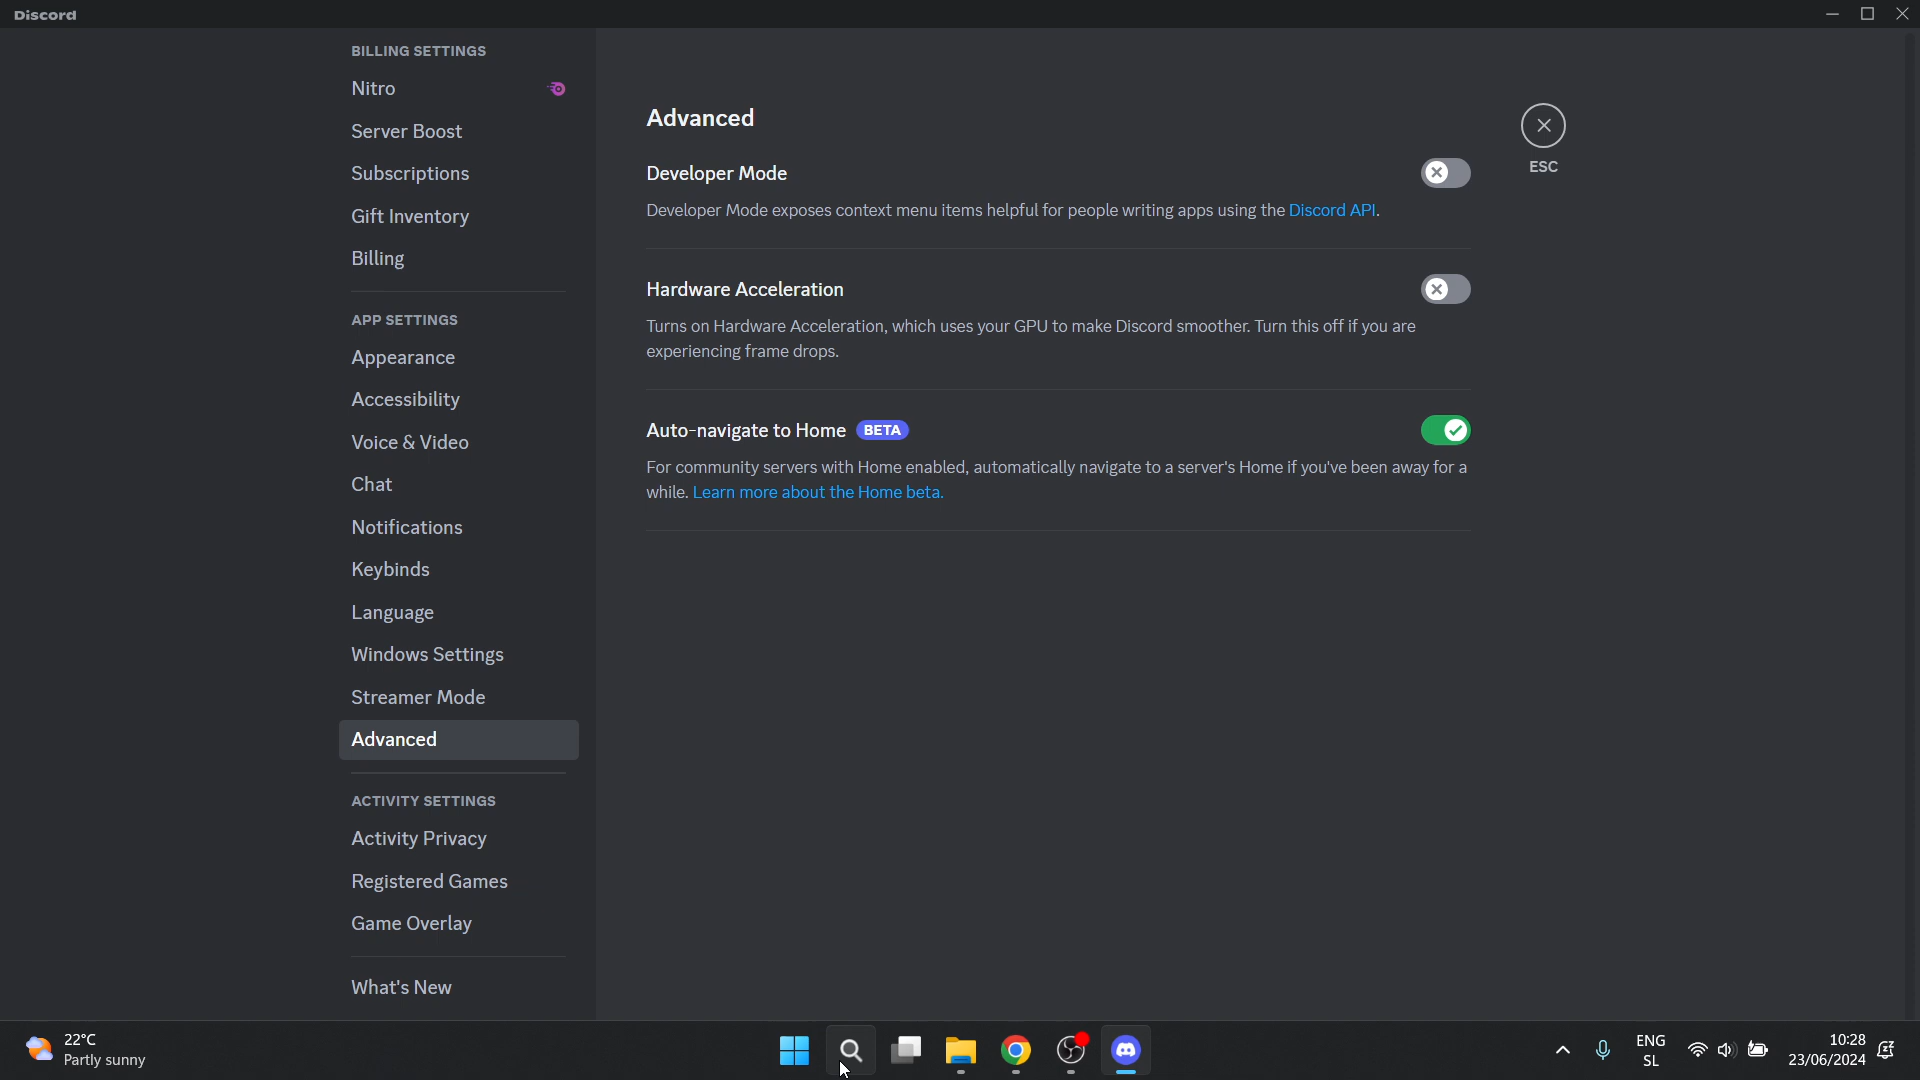 Discord
BILLING SETTINGS
Nitro
Server Boost
Subscriptions
Gift Inventory
Billing
APP SETTINGS
Appearance
Accessibility
Voice & Video
Chat
Notifications
Keybinds
Language
Windows Settings
Streamer Mode
Advanced
ACTIVITY SETTINGS
Activity Privacy
Registered Games
Game Overlay
What's New
Advanced
Developer Mode
Developer Mode exposes context menu items helpful for people writing apps using the Discord API.
Hardware Acceleration
Turns on Hardware Acceleration, which uses your GPU to make Discord smoother. Turn this off if you are
experiencing frame drops.
Auto-navigate to Home BETA
For community servers with Home enabled, automatically navigate to a server's Home if you've been away for a
while. Learn more about the Home beta.
ESC
22°C
Partly sunny
ENG
SL
10:28
23/06/2024